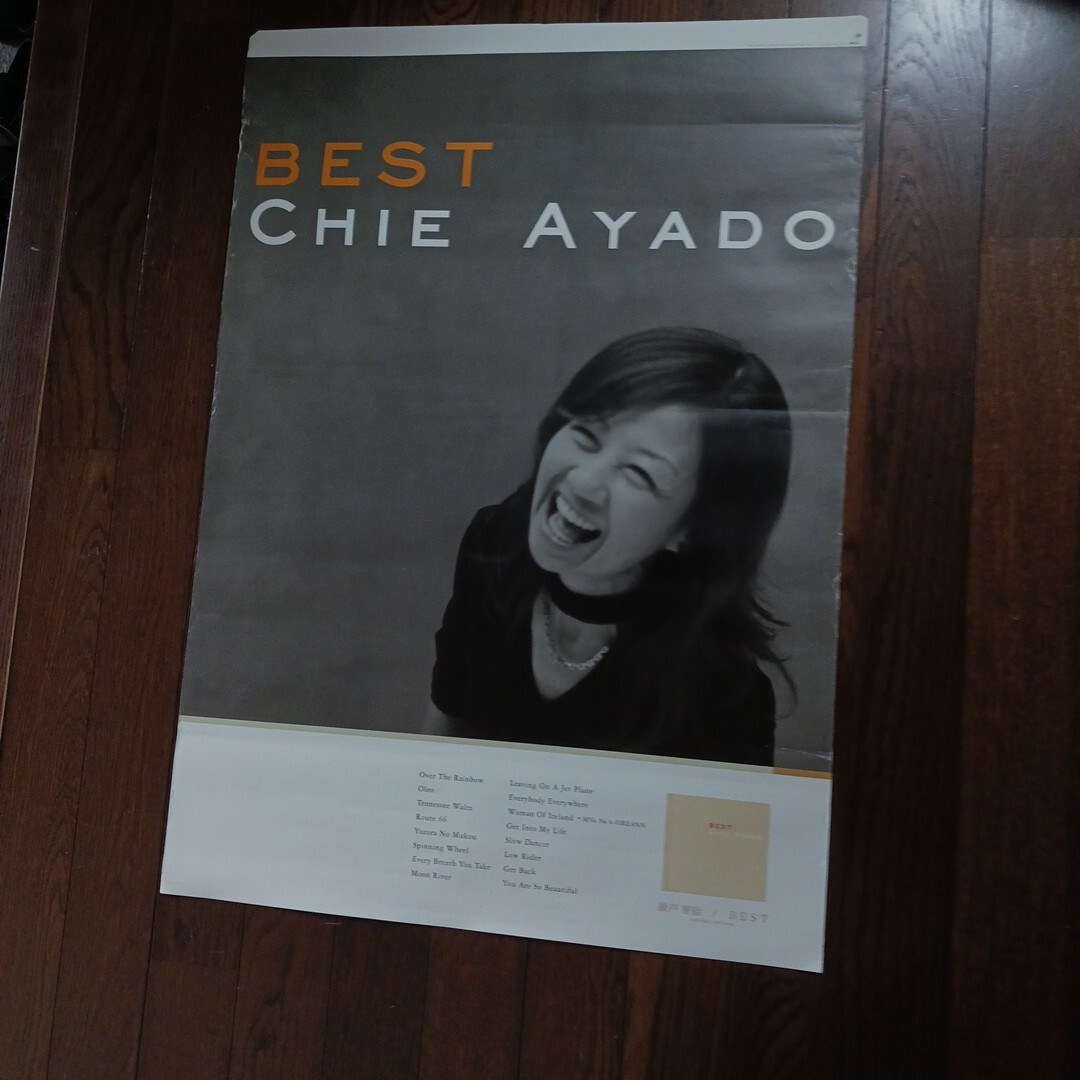 BEST
CHIE AYADO
Over The Rainbow
Oleo
Tennessee Waltz
Route 66
Yozora No Mukou
Spinning Wheel
Every Breath You Take
Moon River
Leaving On A Jet Plane
Everybody Everywhere
Woman Of Ireland
Get Into My Life
Slow Dancer
Low Rider
Get Back
You Are So Beautiful
BEST
綾戸智絵 / BEST